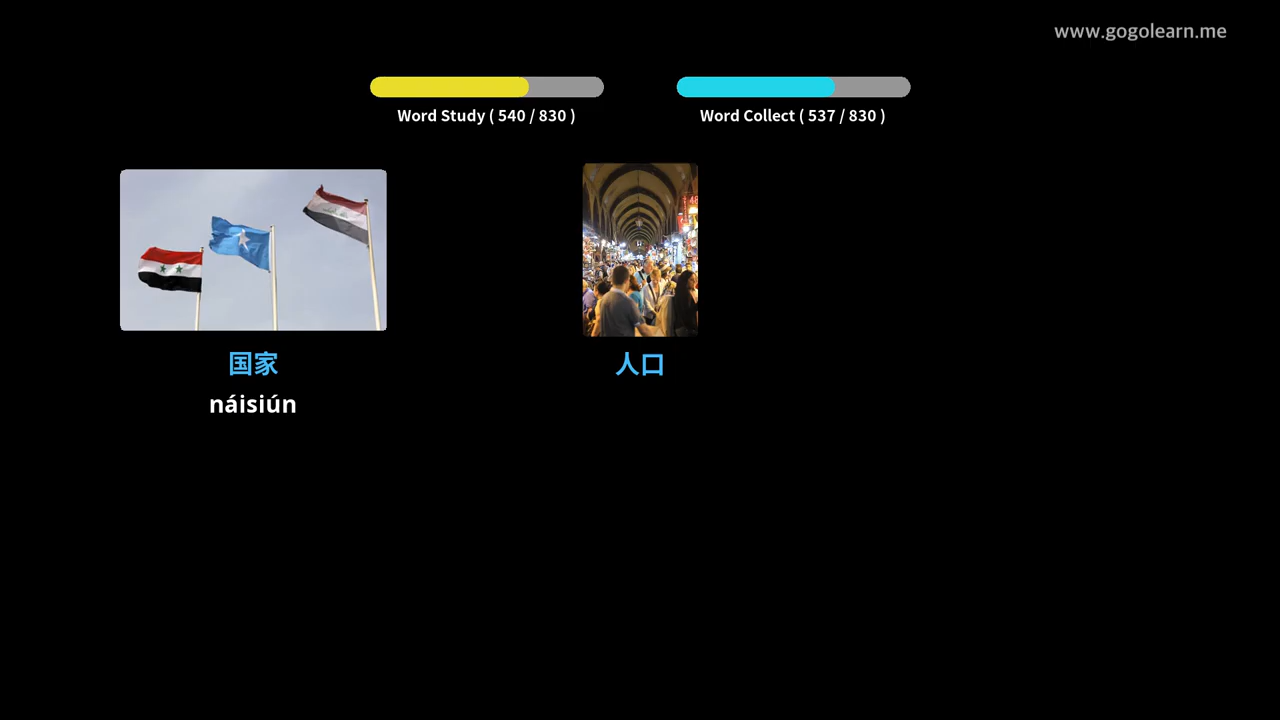 www.gogolearn.me
Word Study ( 540 / 830 )
Word Collect ( 537 / 830 )
国家
人口
náisiún